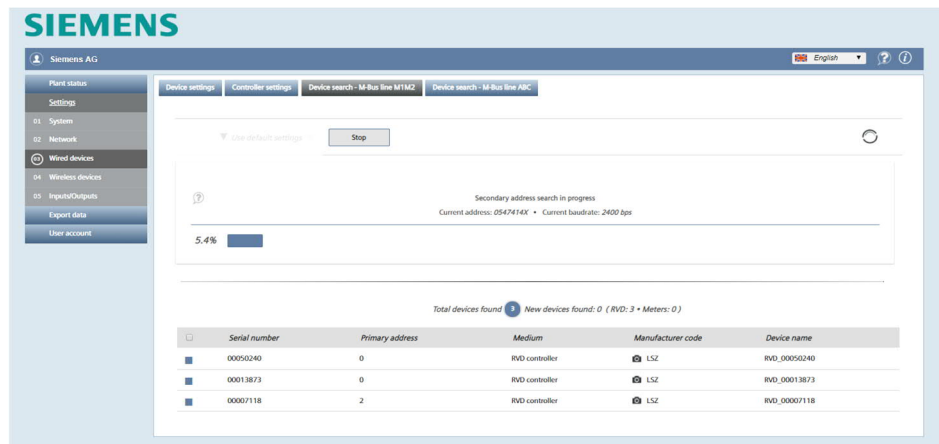 SIEMENS
Siemens AG
English
Plant status
Settings
01 System
02 Network
03 Wired devices
04 Wireless devices
05 Inputs/Outputs
Export data
User account
Device settings Controller settings Device search - M-Bus line M1M2 Device search - M-Bus line ABC
Use default settings Stop
Secondary address search in progress
Current address: 0547414X • Current baudrate: 2400 bps
5.4%
Total devices found 3 New devices found: 0 ( RVD: 3 • Meters: 0 )
Serial number Primary address Medium Manufacturer code Device name
00050240 0 RVD controller LSZ RVD_00050240
00013873 0 RVD controller LSZ RVD_00013873
00007118 2 RVD controller LSZ RVD_00007118